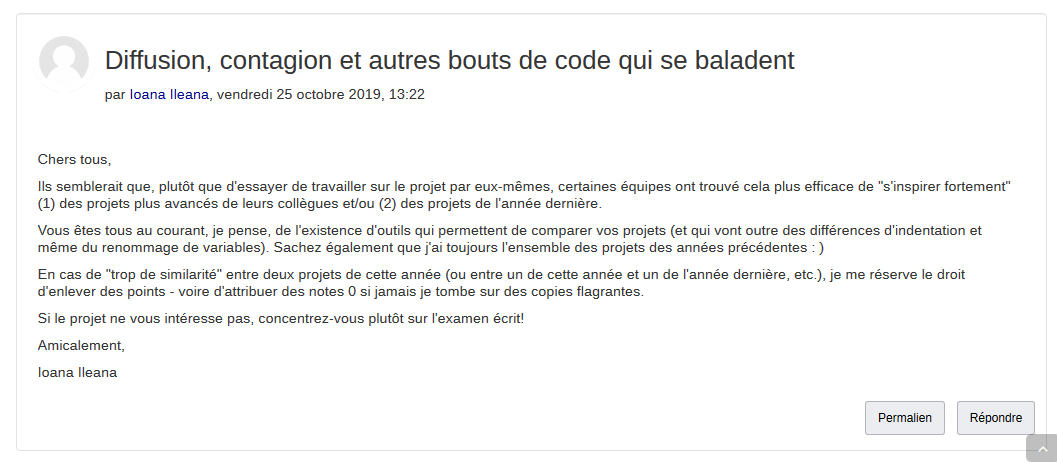 Diffusion, contagion et autres bouts de code qui se baladent
par Ioana Ileana, vendredi 25 octobre 2019, 13:22
Chers tous,
Ils semblerait que, plutôt que d'essayer de travailler sur le projet par eux-mêmes, certaines équipes ont trouvé cela plus efficace de "s'inspirer fortement"
(1) des projets plus avancés de leurs collègues et/ou (2) des projets de l'année dernière.
Vous êtes tous au courant, je pense, de l'existence d'outils qui permettent de comparer vos projets (et qui vont outre des différences d'indentation et
même du renommage de variables). Sachez également que j'ai toujours l'ensemble des projets des années précédentes : )
En cas de "trop de similarité" entre deux projets de cette année (ou entre un de cette année et un de l'année dernière, etc.), je me réserve le droit
d'enlever des points - voire d'attribuer des notes 0 si jamais je tombe sur des copies flagrantes.
Si le projet ne vous intéresse pas, concentrez-vous plutôt sur l'examen écrit!
Amicalement,
Ioana Ileana
Permalien Répondre